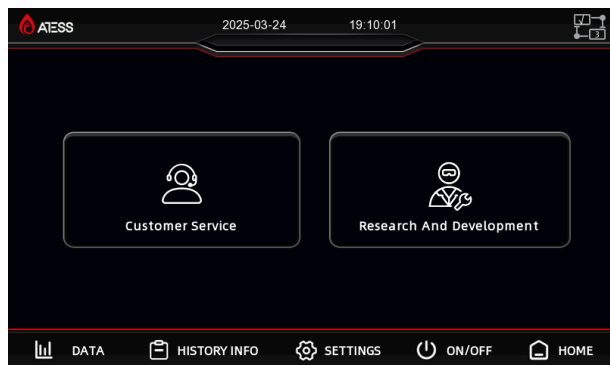 ATESS 2025-03-24 19:10:01
3
Customer Service Research And Development
DATA HISTORY INFO SETTINGS ON/OFF HOME